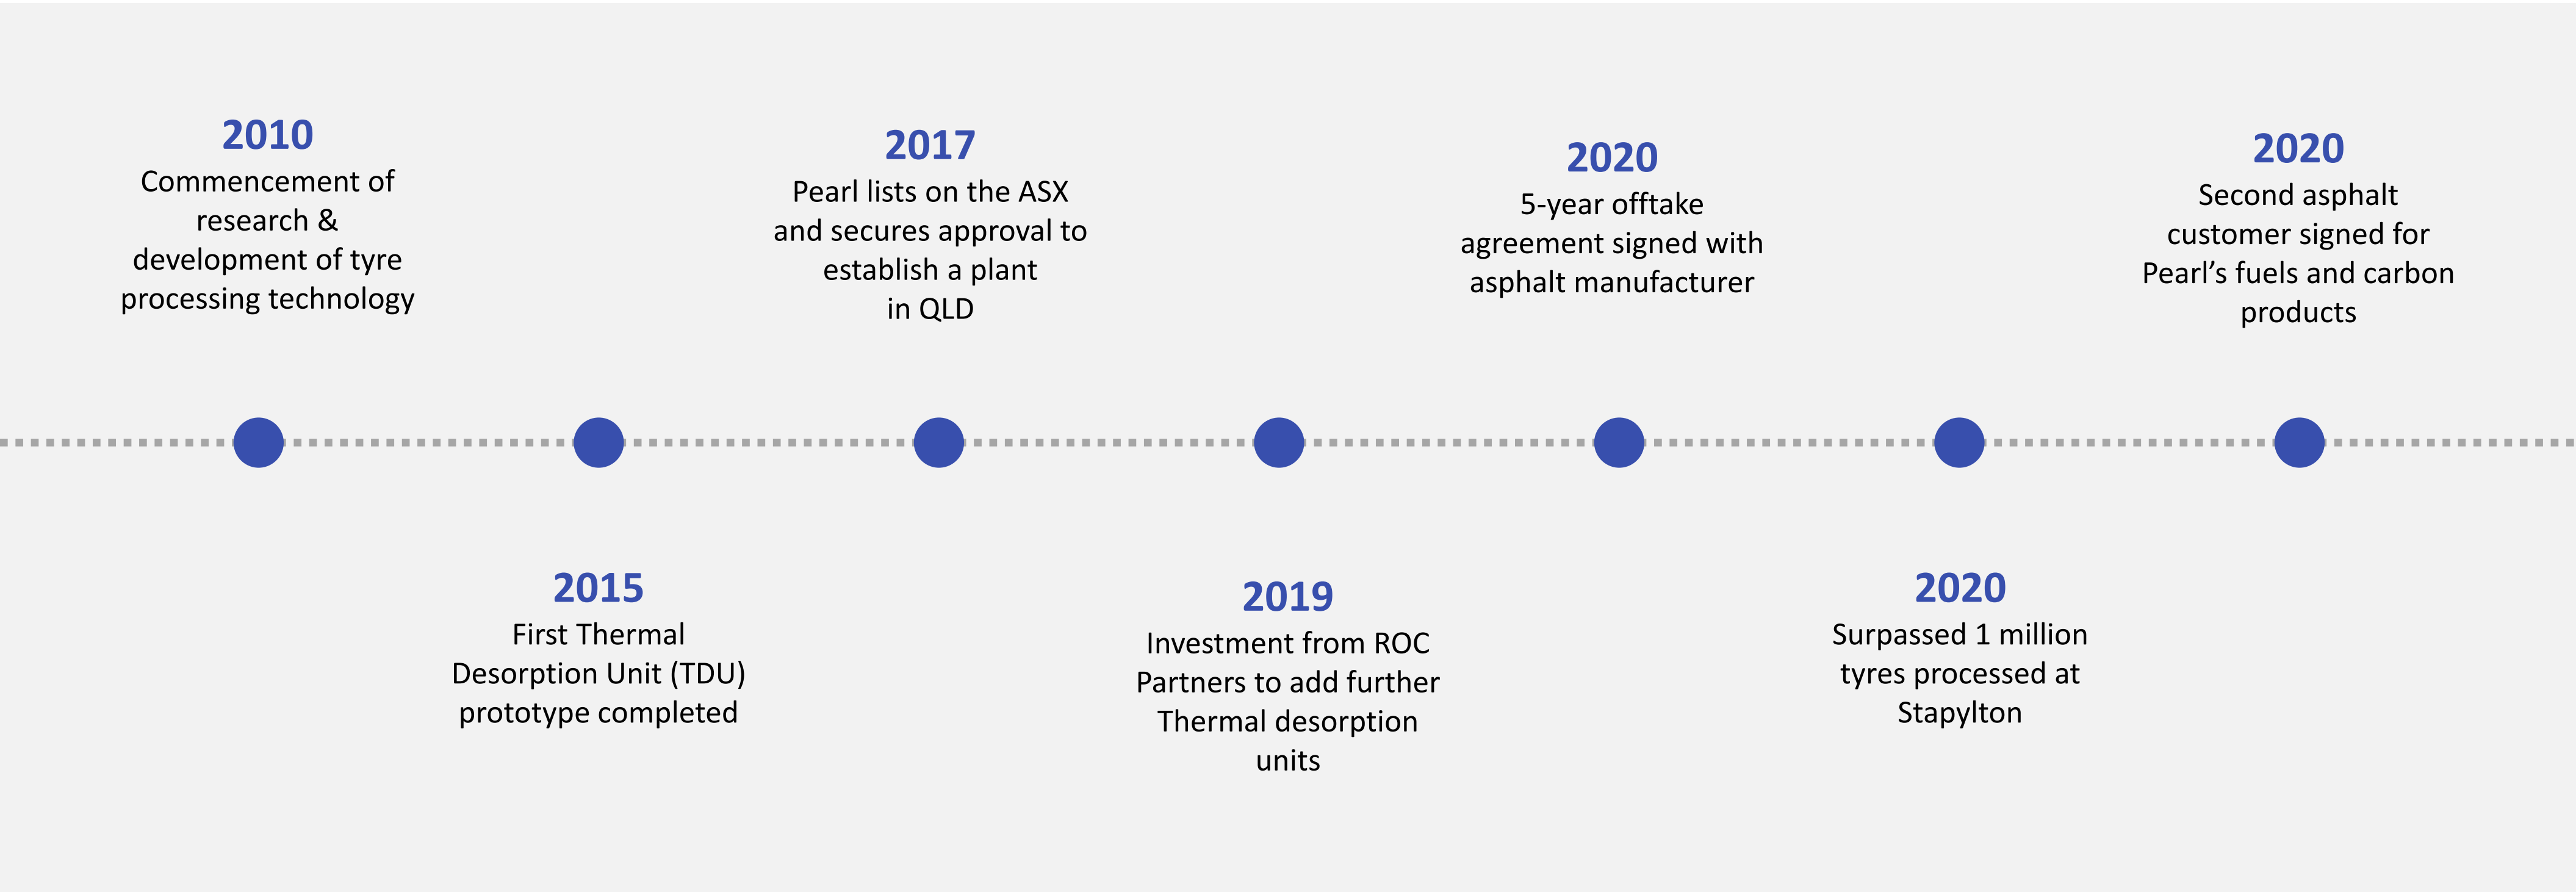 2010
Commencement of
research &
development of tyre
processing technology
2015
First Thermal
Desorption Unit (TDU)
prototype completed
2017
Pearl lists on the ASX
and secures approval to
establish a plant
in QLD
2019
Investment from ROC
Partners to add further
Thermal desorption
units
2020
5-year offtake
agreement signed with
asphalt manufacturer
2020
Surpassed 1 million
tyres processed at
Stapylton
2020
Second asphalt
customer signed for
Pearl’s fuels and carbon
products